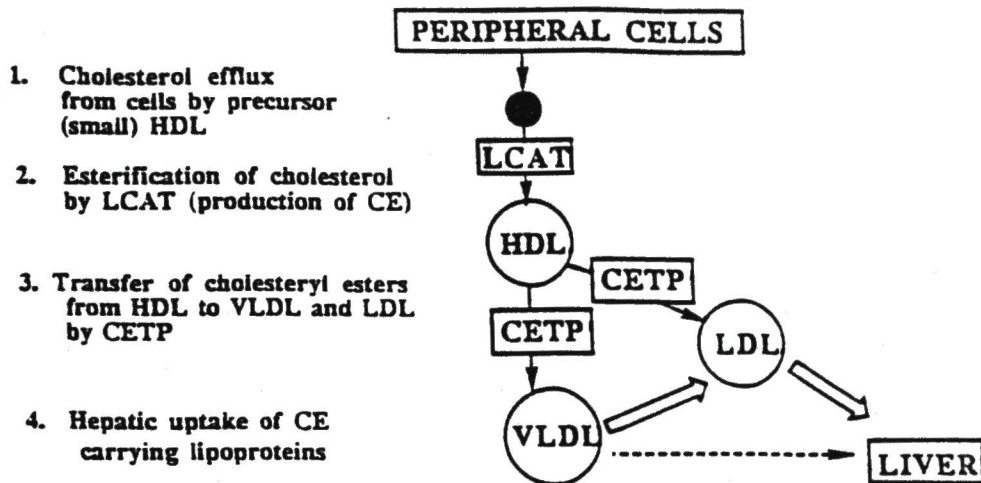 PERIPHERAL CELLS
1. Cholesterol efflux
from cells by precursor
(small) HDL
LCAT
2. Esterification of cholesterol
by LCAT (production of CE)
HDL
3. Transfer of cholesteryl esters
from HDL to VLDL and LDL
by CETP
CETP
CETP
LDL
4. Hepatic uptake of CE
carrying lipoproteins
VLDL
LIVER